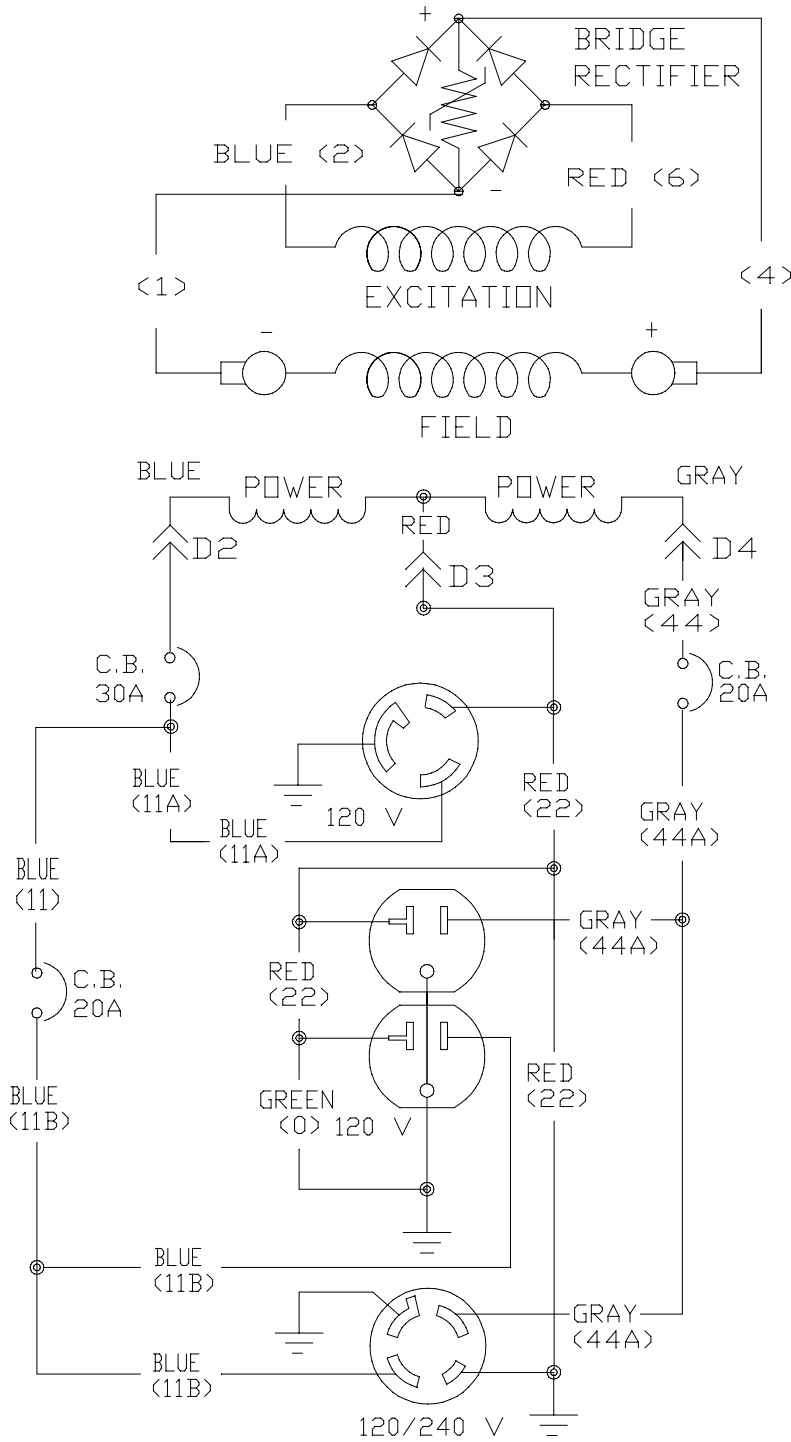 +
BRIDGE
RECTIFIER
BLUE (2)
RED (6)
-
(1)
(4)
EXCITATION
-
+
FIELD
BLUE
POWER
POWER
GRAY
RED
D2
D3
D4
GRAY
(44)
C.B.
30A
C.B.
20A
BLUE
(11A)
120 V
BLUE
(11A)
RED
(22)
GRAY
(44A)
BLUE
(11)
GRAY
(44A)
RED
(22)
C.B.
20A
BLUE
(11B)
GREEN
(0)
120 V
RED
(22)
BLUE
(11B)
GRAY
(44A)
BLUE
(11B)
120/240 V